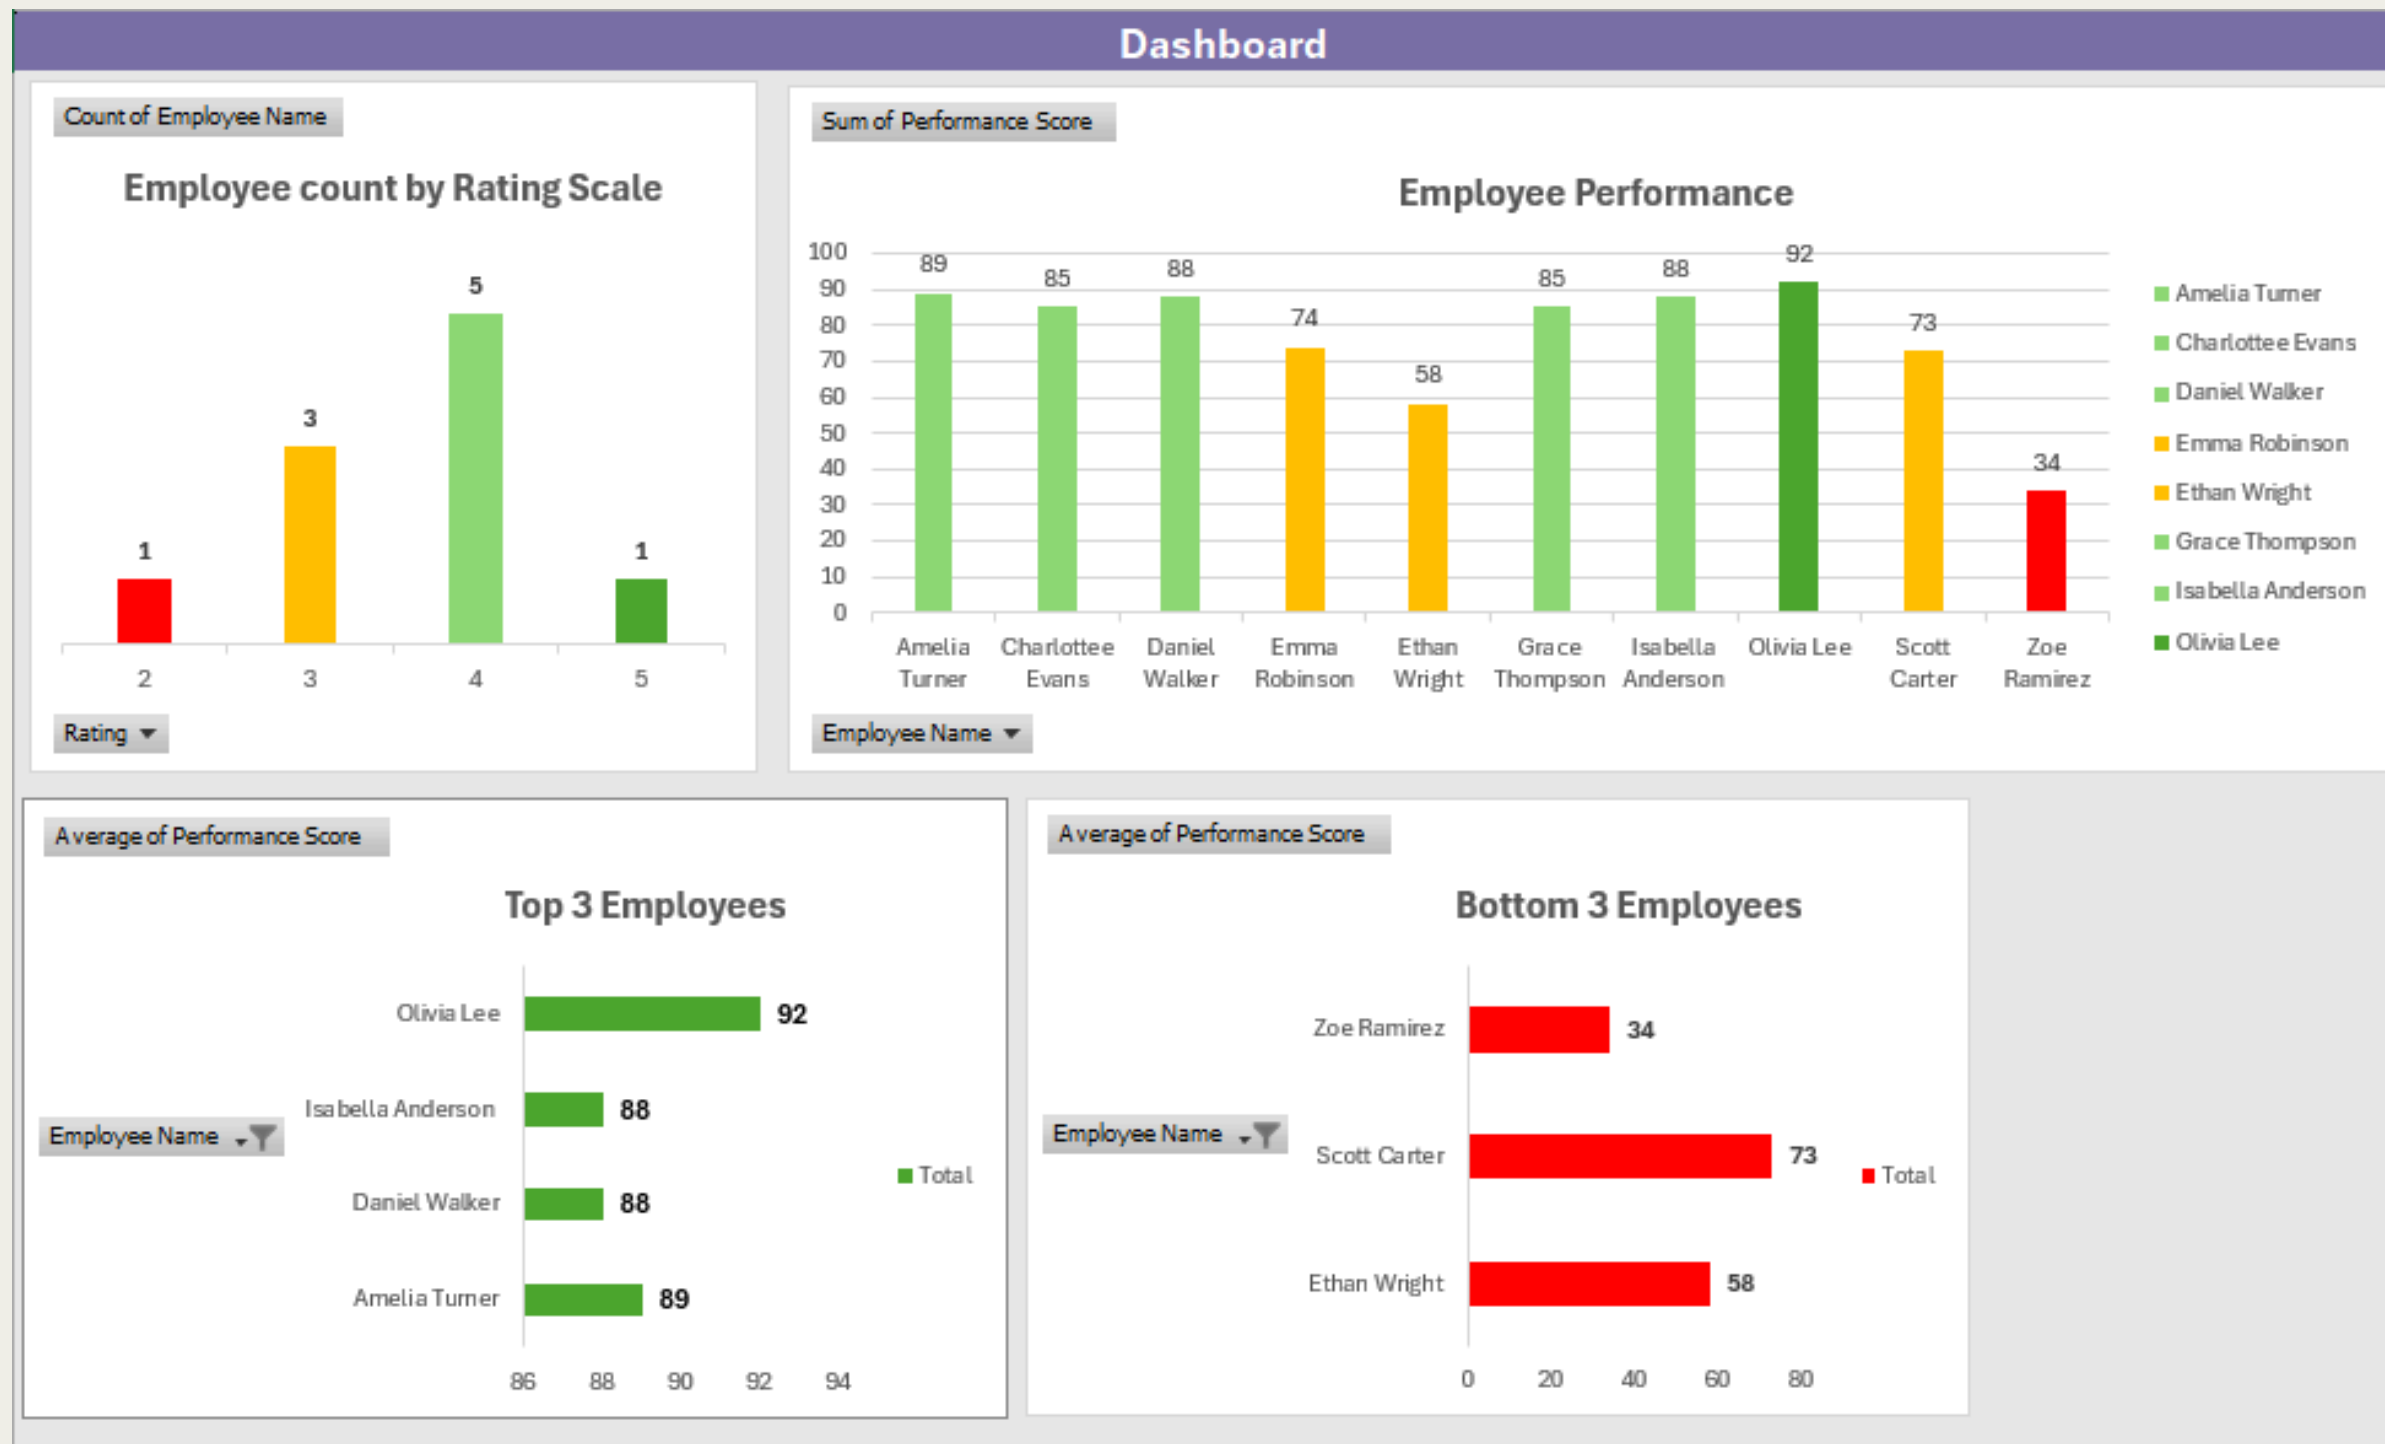 Dashboard
Count of Employee Name
Employee count by Rating Scale
5
3
1
1
2 3 4 5
Rating
Sum of Performance Score
Employee Performance
100
90
80
70
60
50
40
30
20
10
0
89 85 88 74 58 85 88 92 73 34
Amelia Turner
Charlottee Evans
Daniel Walker
Emma Robinson
Ethan Wright
Grace Thompson
Isabella Anderson
Olivia Lee
Scott Carter
Zoe Ramirez
Employee Name
Amelia Turner
Charlottee Evans
Daniel Walker
Emma Robinson
Ethan Wright
Grace Thompson
Isabella Anderson
Olivia Lee
Average of Performance Score
Top 3 Employees
Olivia Lee 92
Isabella Anderson 88
Employee Name
Daniel Walker 88
Amelia Turner 89
Total
86 88 90 92 94
Average of Performance Score
Bottom 3 Employees
Zoe Ramirez 34
Employee Name
Scott Carter 73
Ethan Wright 58
Total
0 20 40 60 80